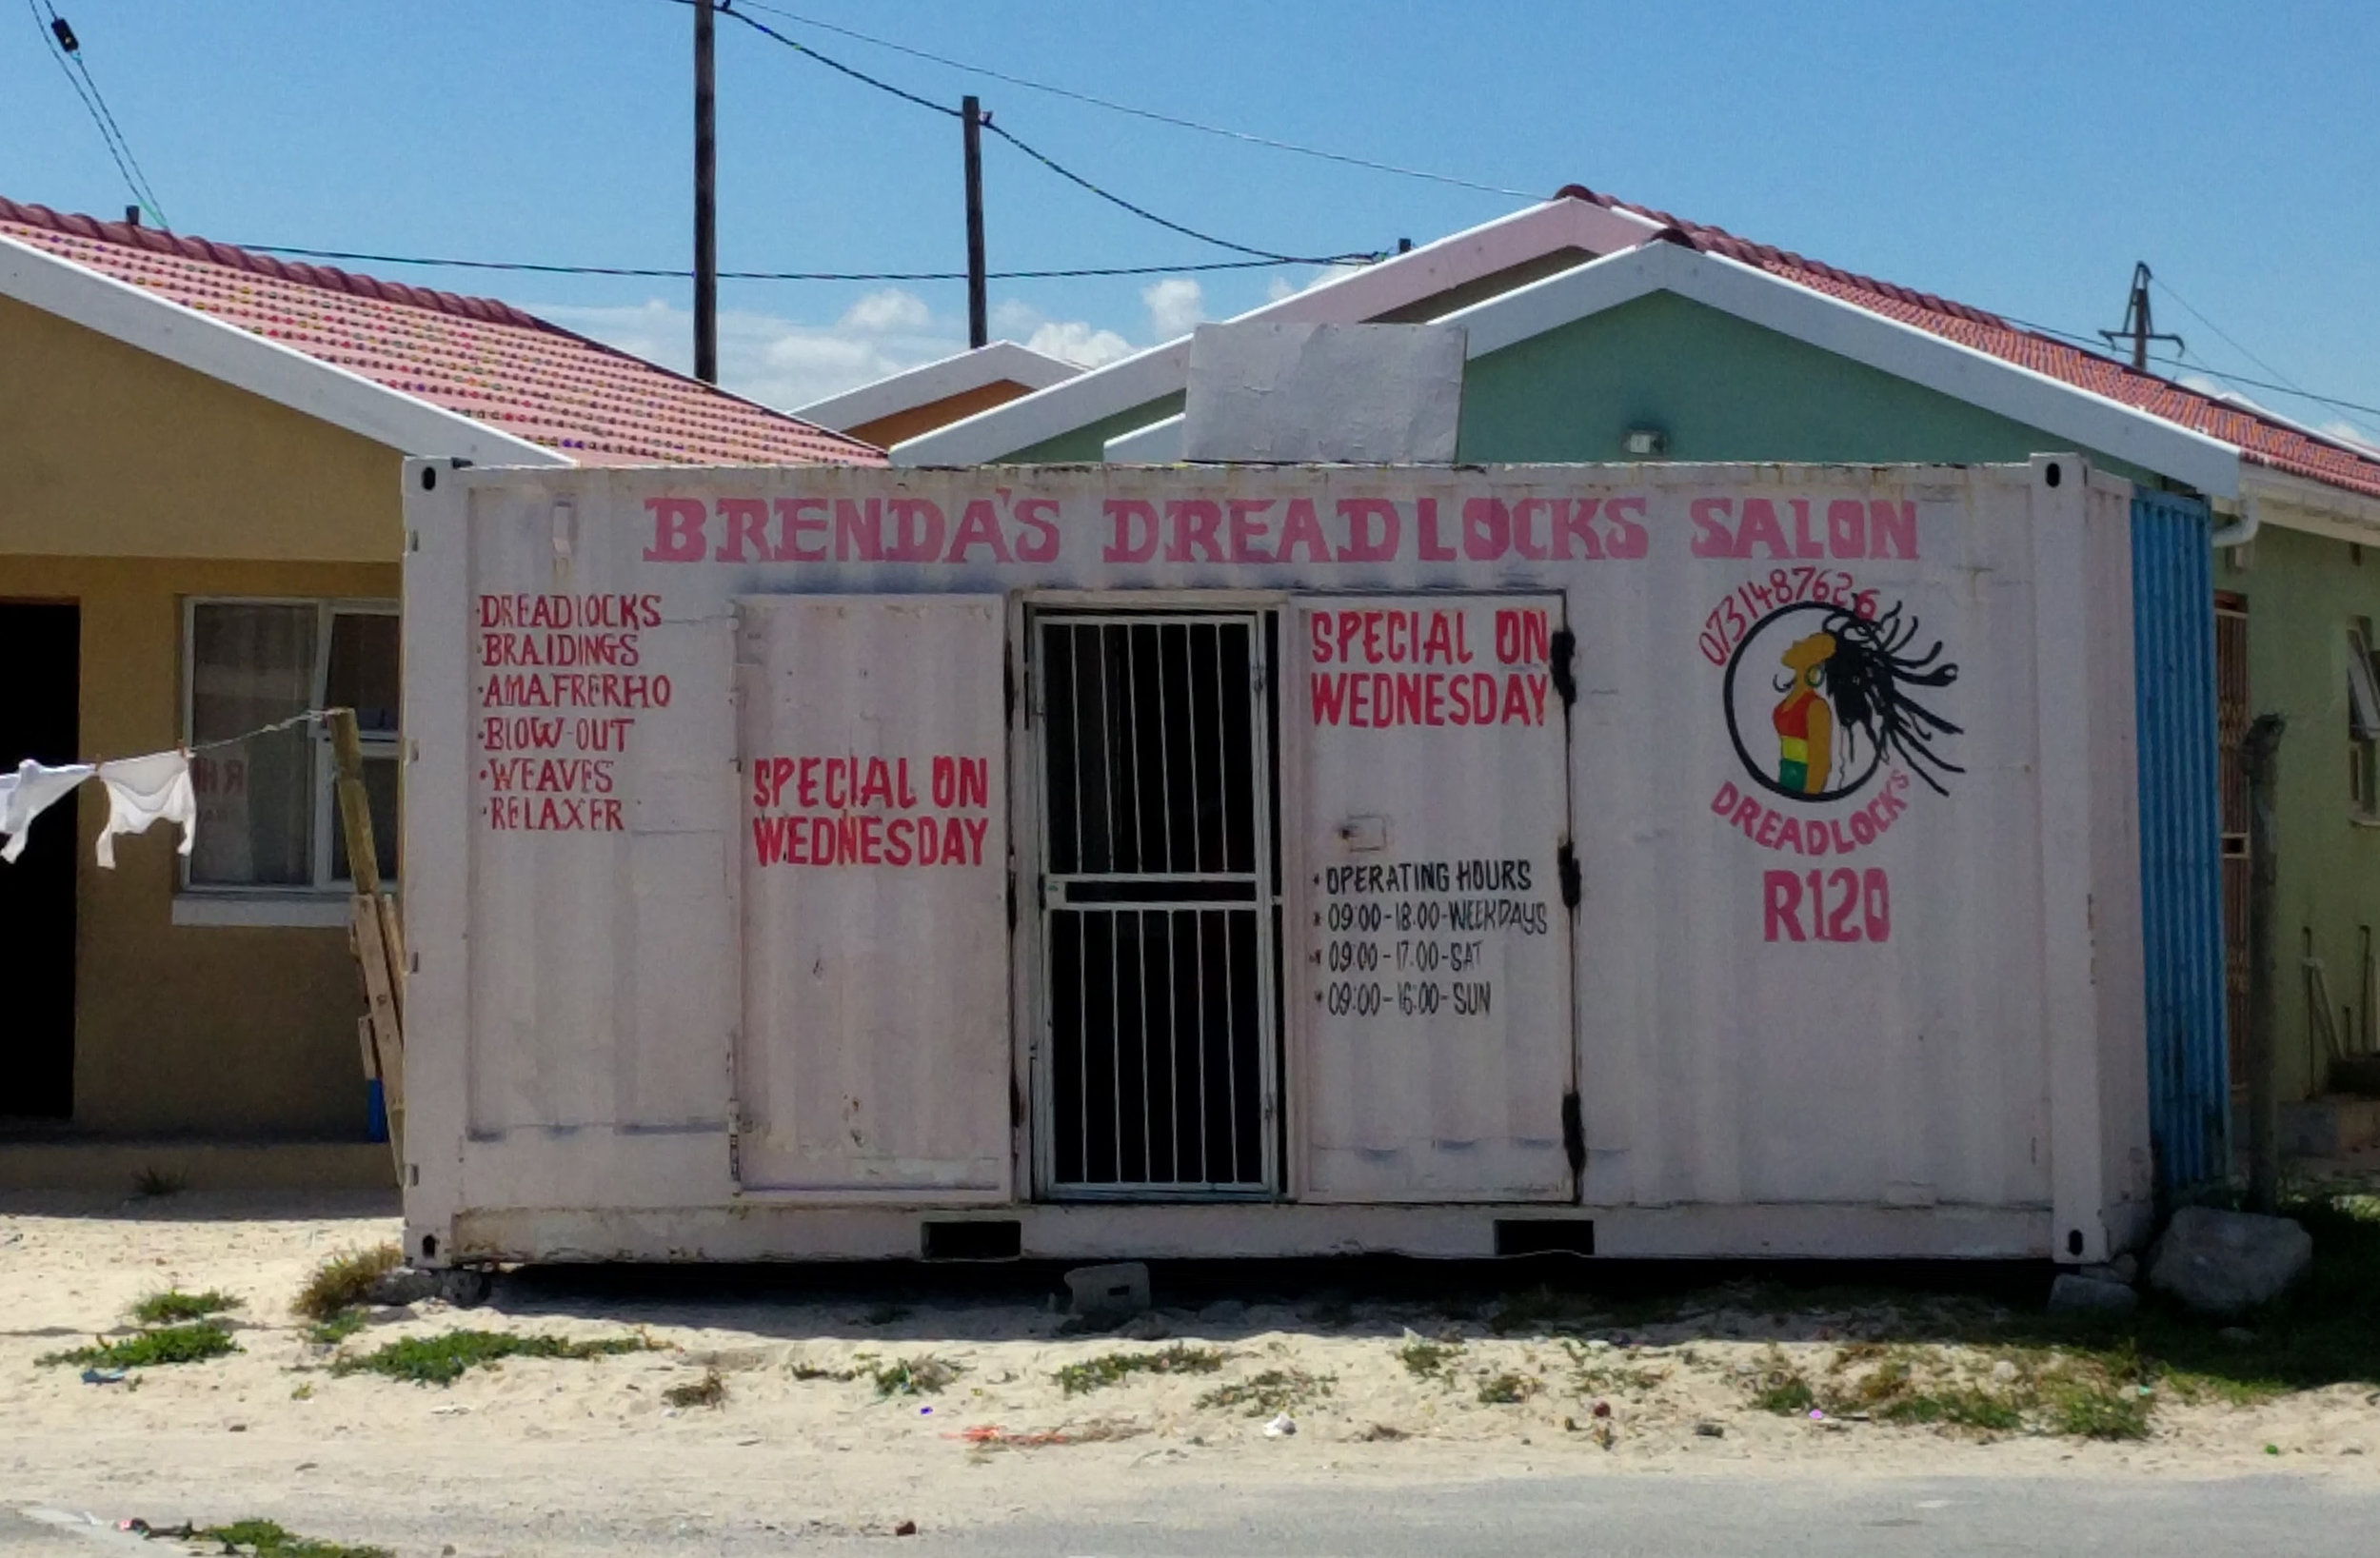 BRENDA'S DREADLOCKS SALON
·DREADLOCKS
·BRAIDINGS
·AMAFRERHO
·BLOW-OUT
·WEAVES
·RELAXER
SPECIAL ON
WEDNESDAY
SPECIAL ON
WEDNESDAY
* OPERATING HOURS
* 09:00-18.00-WEEKDAYS
* 09:00-17.00-SAT
* 09:00-16:00-SUN
0731487626
DREADLOCKS
R120